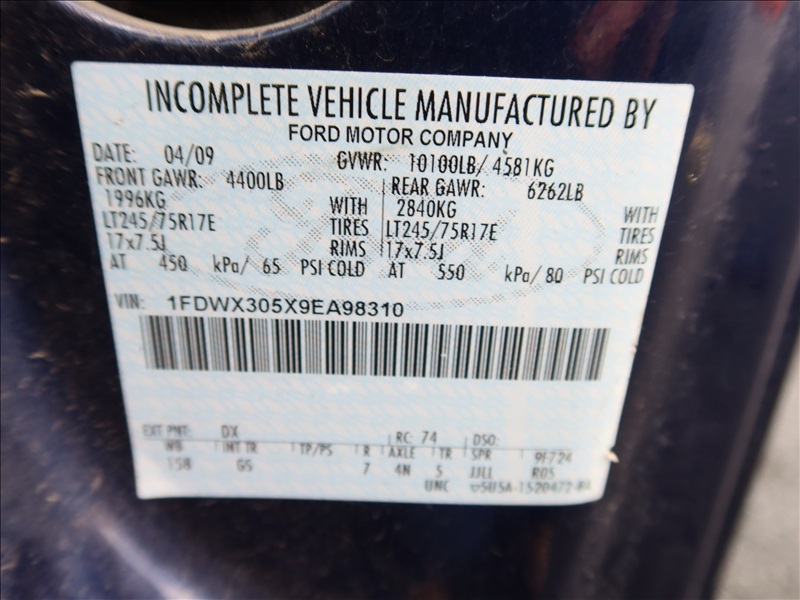 INCOMPLETE VEHICLE MANUFACTURED BY
FORD MOTOR COMPANY
DATE: 04/09 GVWR: 10100LB/4581KG
FRONT GAWR: 4400LB REAR GAWR: 6262LB
1996KG WITH 2840KG WITH
LT245/75R17E TIRES LT245/75R17E TIRES
17x7.5J RIMS 17x7.5J RIMS
AT 450 kPa/ 65 PSI COLD AT 550 kPa/ 80 PSI COLD
VIN: 1FDWX305X9EA98310
EXT PNT: DX RC: 74 DSO:
WB INT TR TP/PS R AXLE TR SPR 9F724
158 GS 7 4N 5 JJLL R05
UNC